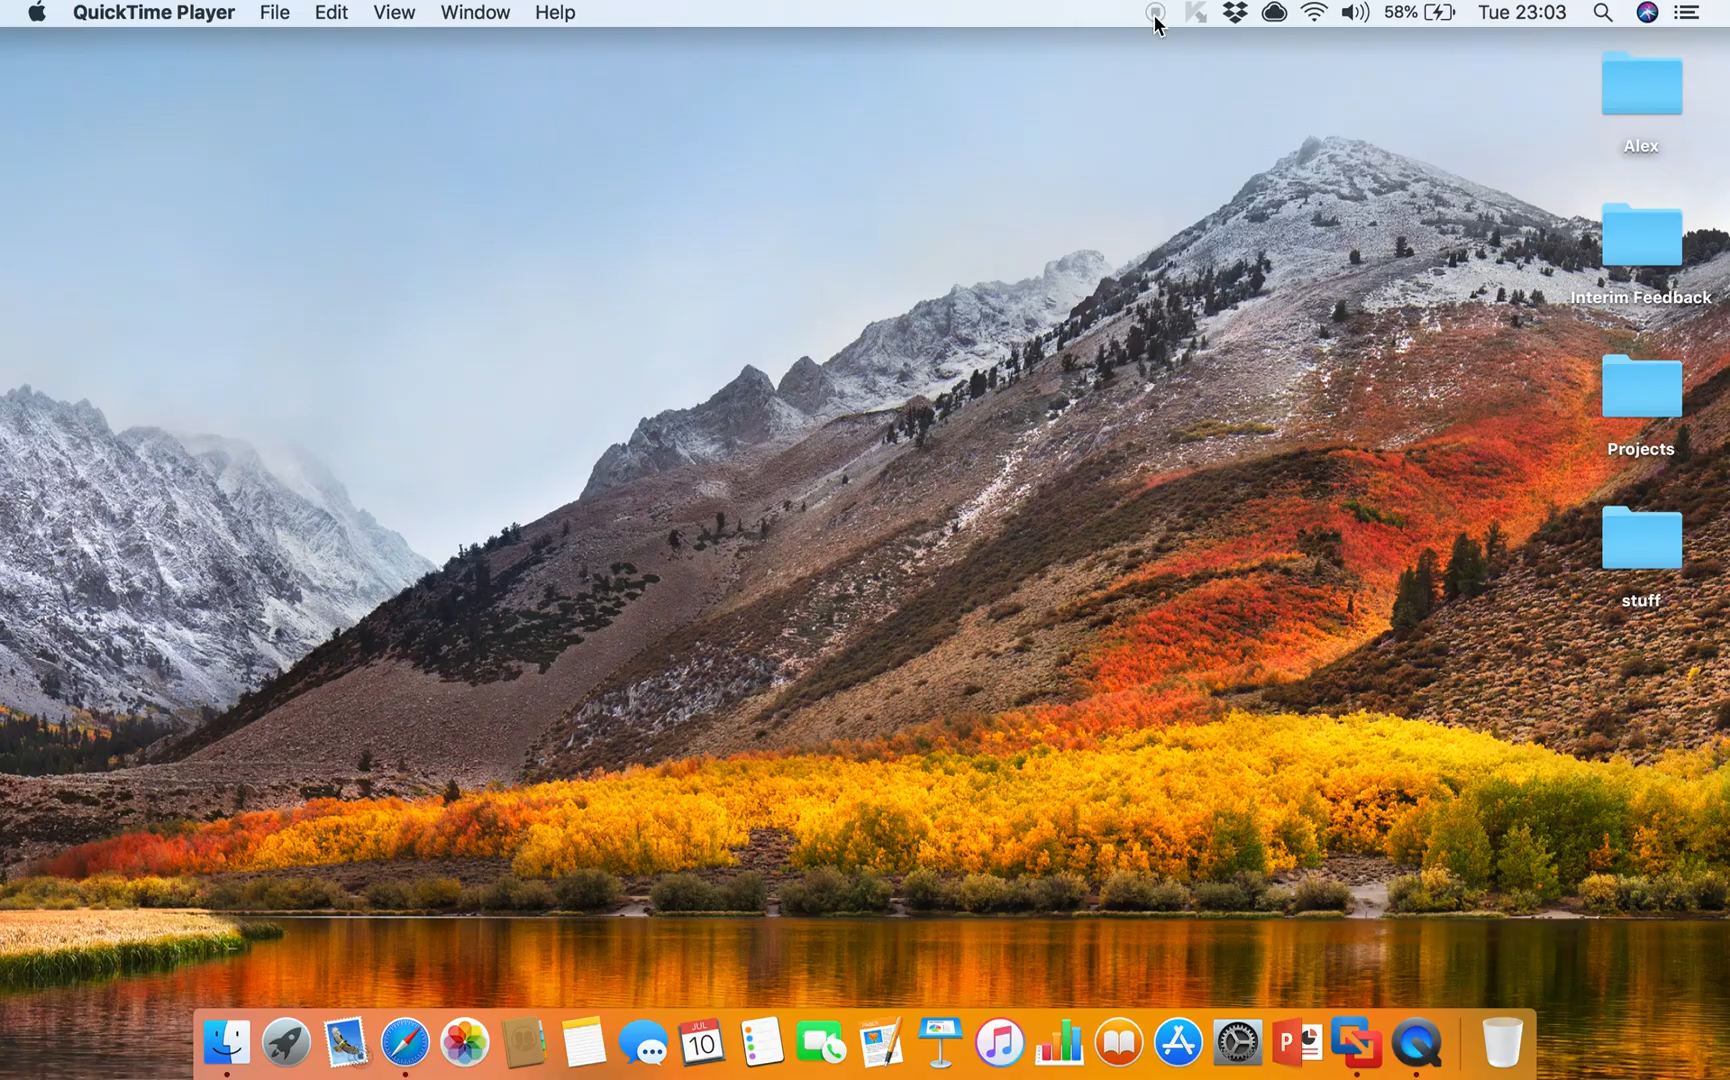 QuickTime Player File Edit View Window Help 58% Tue 23:03
Alex
Interim Feedback
Projects
stuff
JUL
10
P